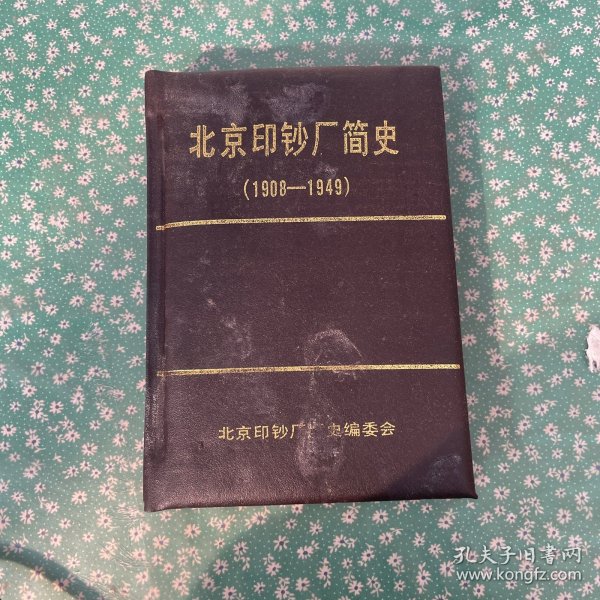 北京印钞厂简史
(1908—1949)
北京印钞厂 史编委会
孔夫子旧书网
www.kongfz.com